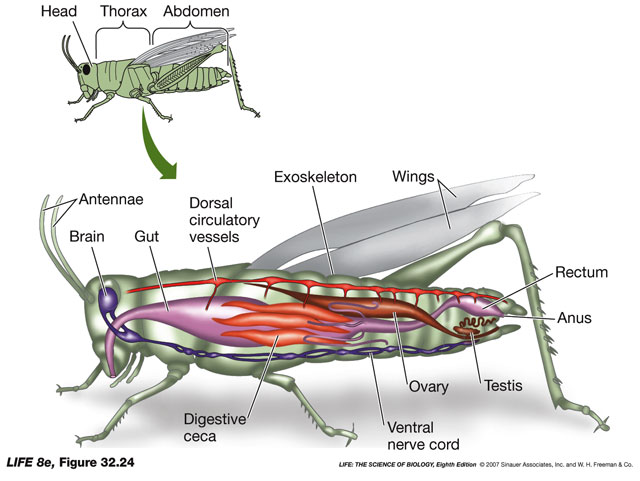 Head
Thorax
Abdomen
Exoskeleton
Wings
Antennae
Dorsal
circulatory
vessels
Brain
Gut
Rectum
Anus
Ovary
Testis
Digestive
ceca
Ventral
nerve cord
LIFE 8e, Figure 32.24
LIFE: THE SCIENCE OF BIOLOGY, Eighth Edition © 2007 Sinauer Associates, Inc. and W. H. Freeman & Co.